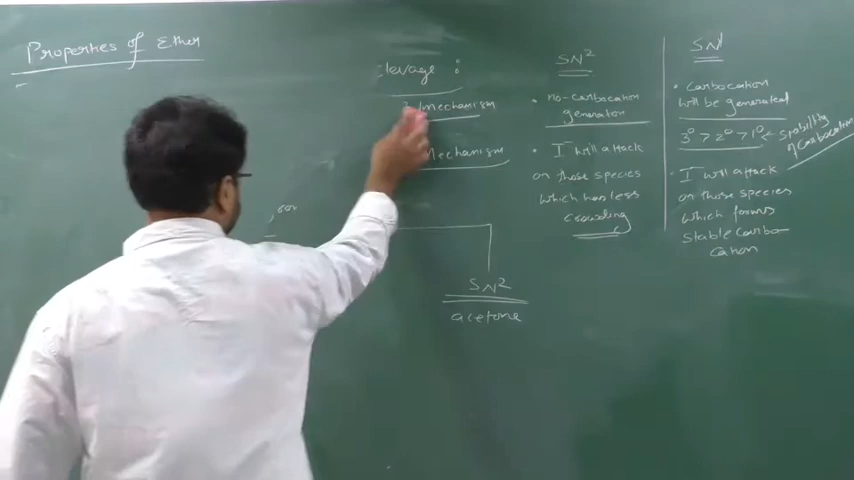 Properties of Ether
clevage :
Mechanism
Mechanism
SN2
acetone
SN2
• no-carbocation
generation
• I will attack
on those species
which has less
crowding
SN1
• carbocation
will be generated
3° > 2° > 1° ← stability
of carbocation
• I will attack
on those species
which forms
stable carbo-
cation